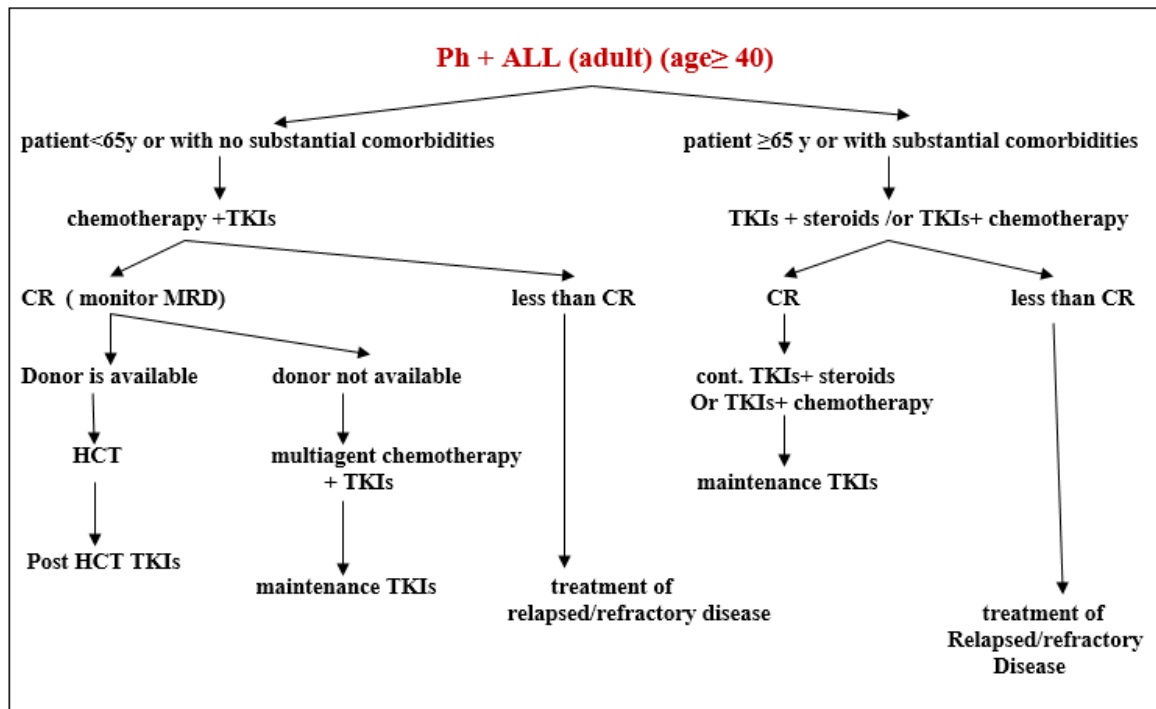 Ph + ALL (adult) (age≥ 40)
patient<65y or with no substantial comorbidities
patient ≥65 y or with substantial comorbidities
chemotherapy +TKIs
TKIs + steroids /or TKIs+ chemotherapy
CR ( monitor MRD)
less than CR
CR
less than CR
Donor is available
donor not available
cont. TKIs+ steroids
Or TKIs+ chemotherapy
HCT
multiagent chemotherapy
+ TKIs
maintenance TKIs
Post HCT TKIs
maintenance TKIs
treatment of
relapsed/refractory disease
treatment of
Relapsed/refractory
Disease